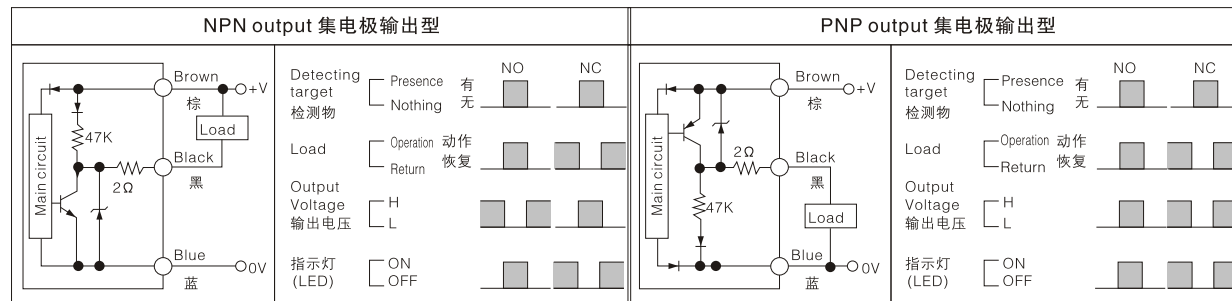 NPN output 集电极输出型
Brown
棕
+V
Load
47K
Black
黑
2Ω
Main circuit
Blue
蓝
0V
NO
NC
Detecting
target
检测物
Presence 有
Nothing 无
Load
Operation 动作
Return 恢复
Output
Voltage
输出电压
H
L
指示灯
(LED)
ON
OFF
PNP output 集电极输出型
Brown
棕
+V
2Ω
Black
黑
Main circuit
47K
Load
Blue
蓝
0V
NO
NC
Detecting
target
检测物
Presence 有
Nothing 无
Load
Operation 动作
Return 恢复
Output
Voltage
输出电压
H
L
指示灯
(LED)
ON
OFF